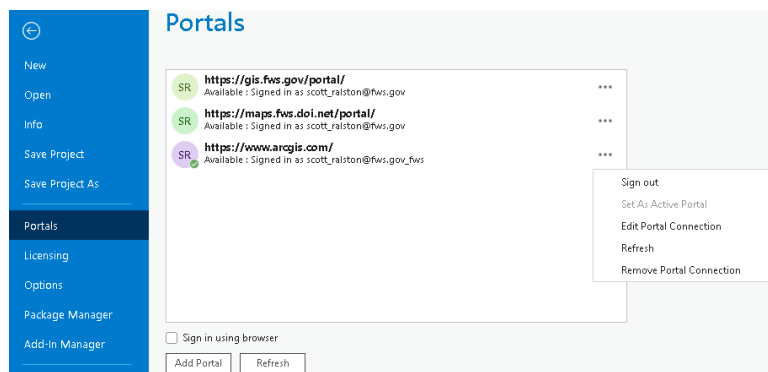 Portals
New
Open
Info
Save Project
Save Project As
Portals
Licensing
Options
Package Manager
Add-In Manager
SR
https://gis.fws.gov/portal/
Available : Signed in as scott_ralston@fws.gov
SR
https://maps.fws.doi.net/portal/
Available : Signed in as scott_ralston@fws.gov
SR
https://www.arcgis.com/
Available : Signed in as scott_ralston@fws.gov_fws
Sign out
Set As Active Portal
Edit Portal Connection
Refresh
Remove Portal Connection
Sign in using browser
Add Portal
Refresh